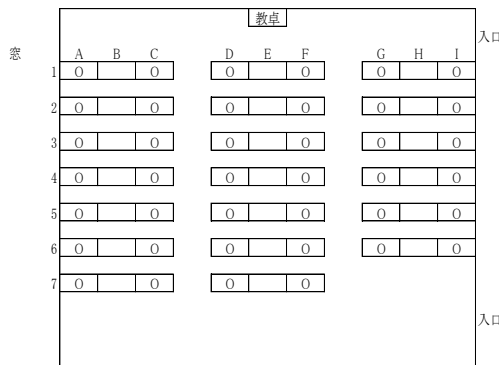 教卓
入口
窓
A B C D E F G H I
1 O O O O O O
2 O O O O O O
3 O O O O O O
4 O O O O O O
5 O O O O O O
6 O O O O O O
7 O O O O
入口